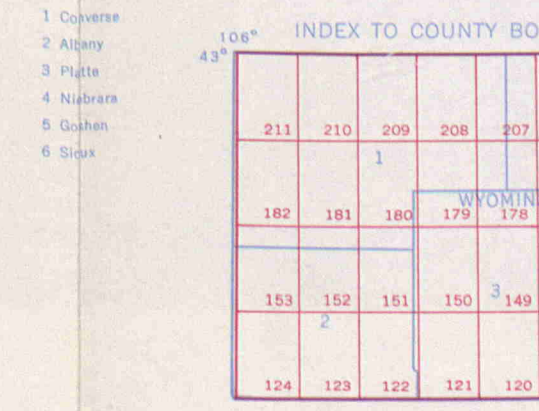 1 Converse
2 Albany
3 Platte
4 Niobrara
5 Goshen
6 Sioux
106°
INDEX TO COUNTY BO
43°
211 210 209 208 207
1
WYOMIN
182 181 180 179 178
153 152 151 150 3 149
2
124 123 122 121 120